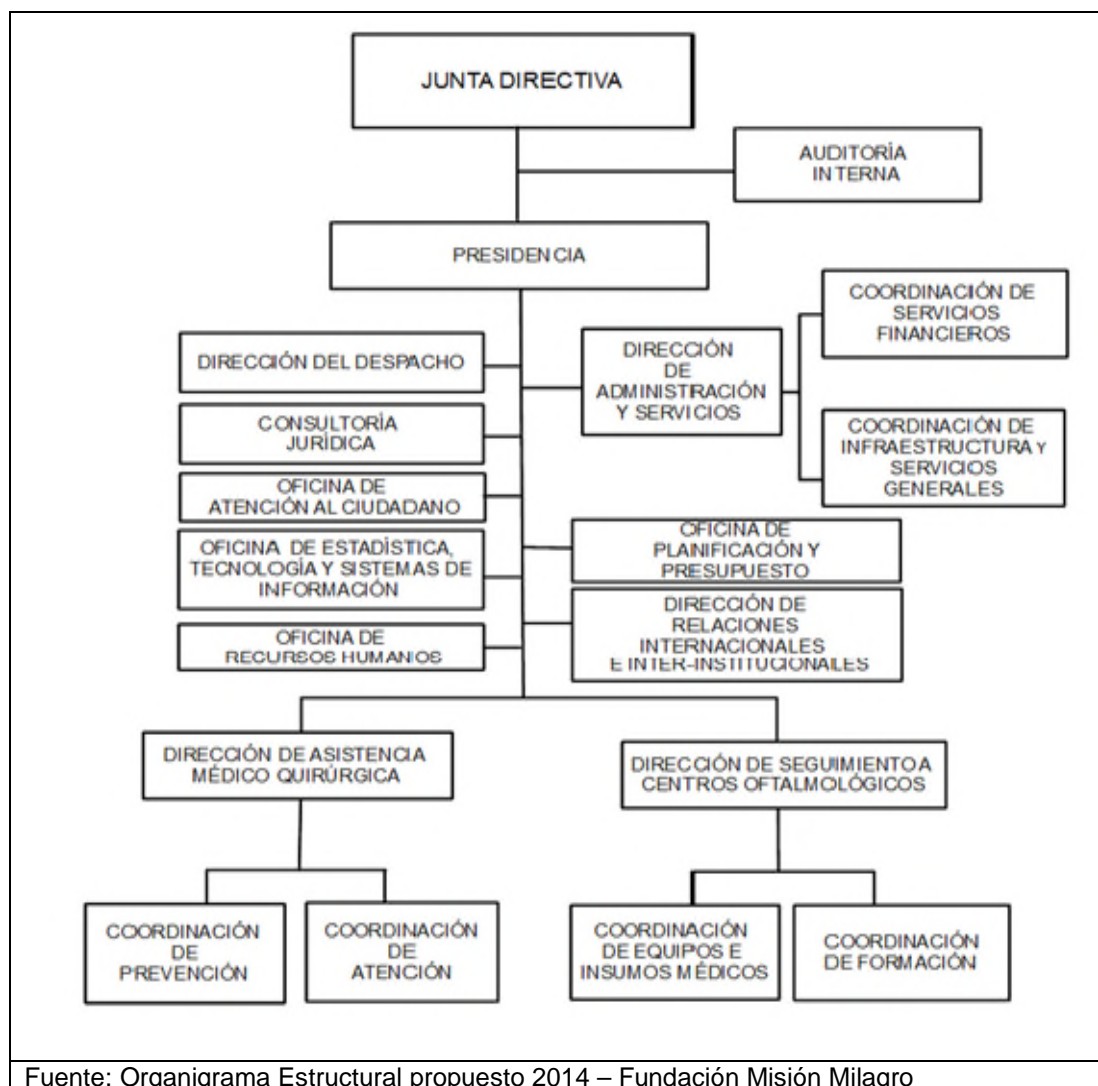 JUNTA DIRECTIVA
AUDITORÍA
INTERNA
PRESIDENCIA
COORDINACIÓN DE
SERVICIOS
FINANCIEROS
DIRECCIÓN
DE
ADMINISTRACIÓN
Y SERVICIOS
COORDINACIÓN DE
INFRAESTRUCTURA Y
SERVICIOS
GENERALES
DIRECCIÓN DEL DESPACHO
CONSULTORÍA
JURÍDICA
OFICINA DE
ATENCIÓN AL CIUDADANO
OFICINA DE ESTADÍSTICA,
TECNOLOGÍA Y SISTEMAS DE
INFORMACIÓN
OFICINA DE
PLAINIFICACIÓN Y
PRESUPUESTO
OFICINA DE
RECURSOS HUMANOS
DIRECCIÓN DE
RELACIONES
INTERNACIONALES
E INTER-INSTITUCIONALES
DIRECCIÓN DE ASISTENCIA
MÉDICO QUIRÚRGICA
DIRECCIÓN DE SEGUIMIENTO A
CENTROS OFTALMOLÓGICOS
COORDINACIÓN
DE
PREVENCIÓN
COORDINACIÓN
DE
ATENCIÓN
COORDINACIÓN
DE EQUIPOS E
INSUMOS MÉDICOS
COORDINACIÓN
DE FORMACIÓN
Fuente: Organigrama Estructural propuesto 2014 – Fundación Misión Milagro